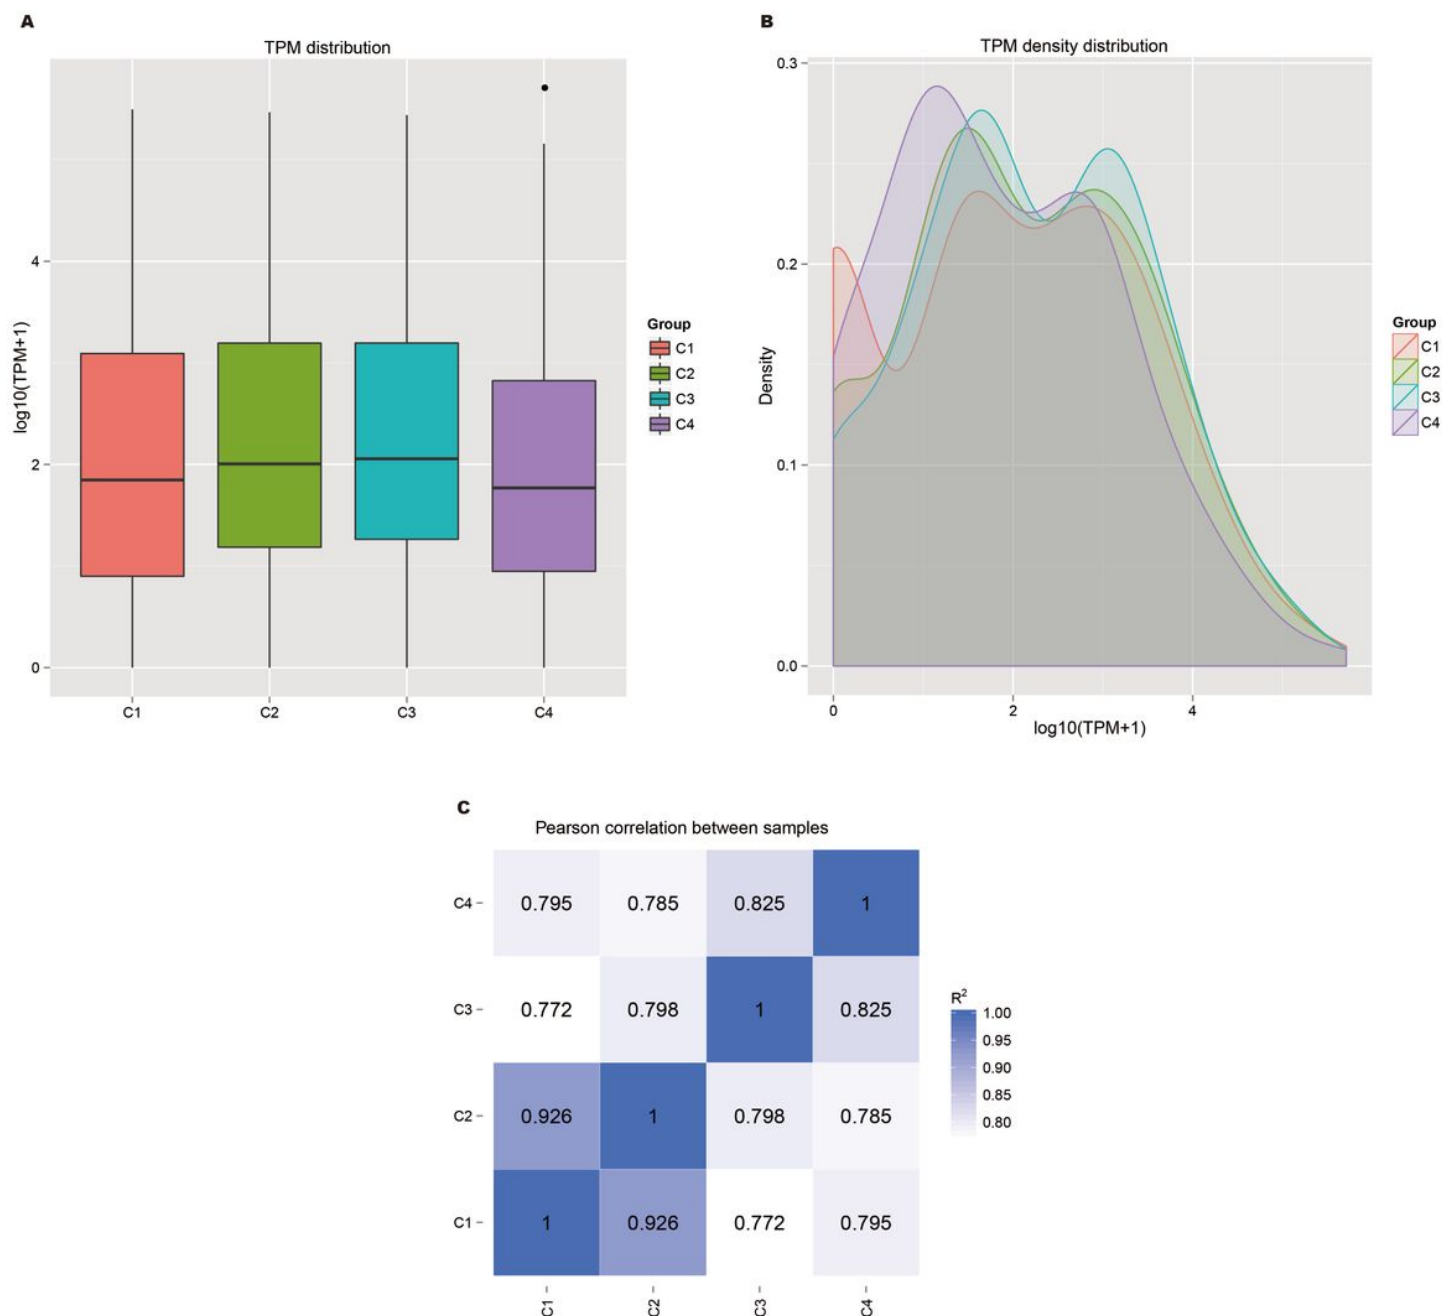 A
TPM distribution
log10(TPM+1)
4
2
0
C1 C2 C3 C4
Group
C1
C2
C3
C4
B
TPM density distribution
Density
0.3
0.2
0.1
0.0
0 2 4
log10(TPM+1)
Group
C1
C2
C3
C4
C
Pearson correlation between samples
C4 0.795 0.785 0.825 1
C3 0.772 0.798 1 0.825
C2 0.926 1 0.798 0.785
C1 1 0.926 0.772 0.795
C1 C2 C3 C4
R²
1.00
0.95
0.90
0.85
0.80